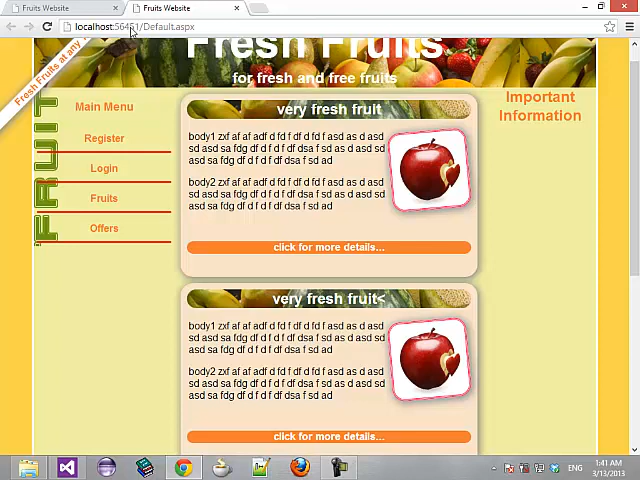 Fruits Website
Fruits Website
localhost:56451/Default.aspx
Fresh Fruits
for fresh and free fruits
Fresh Fruits at any
FRUIT
Main Menu
Register
Login
Fruits
Offers
very fresh fruit
body1 zxf af af adf d fd f df d fd f asd as d asd
sd asd sa fdg df d f df d f dsa f sd as d asd sd
asd sa fdg df d f df d f dsa f sd ad
body2 zxf af af adf d fd f df d fd f asd as d asd
sd asd sa fdg df d f df d f dsa f sd as d asd sd
asd sa fdg df d f df d f dsa f sd ad
click for more details...
very fresh fruit<
body1 zxf af af adf d fd f df d fd f asd as d asd
sd asd sa fdg df d f df d f dsa f sd as d asd sd
asd sa fdg df d f df d f dsa f sd ad
body2 zxf af af adf d fd f df d fd f asd as d asd
sd asd sa fdg df d f df d f dsa f sd as d asd sd
asd sa fdg df d f df d f dsa f sd ad
click for more details...
Important
Information
ENG
1:41 AM
3/13/2013